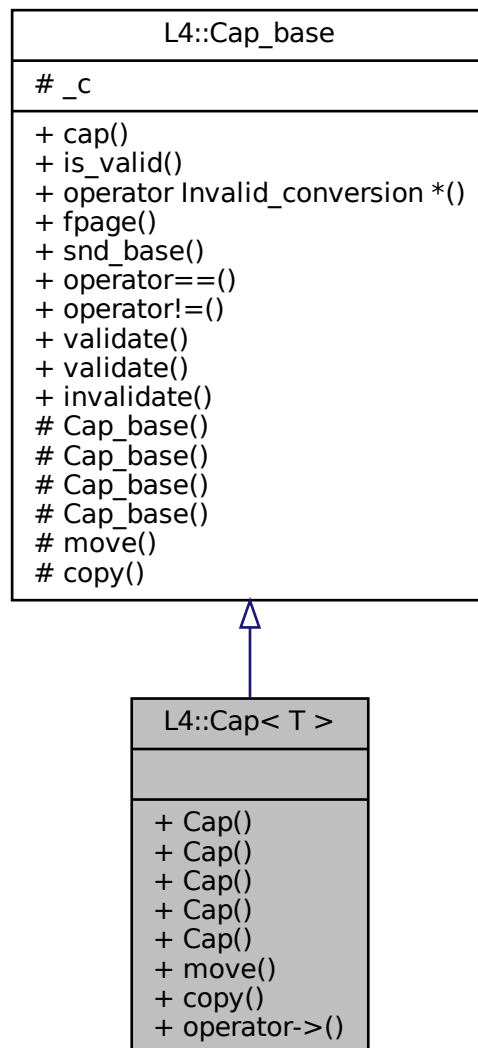 L4::Cap_base
# _c
+ cap()
+ is_valid()
+ operator Invalid_conversion *()
+ fpage()
+ snd_base()
+ operator==()
+ operator!=()
+ validate()
+ validate()
+ invalidate()
# Cap_base()
# Cap_base()
# Cap_base()
# Cap_base()
# move()
# copy()
L4::Cap< T >
+ Cap()
+ Cap()
+ Cap()
+ Cap()
+ Cap()
+ move()
+ copy()
+ operator->()